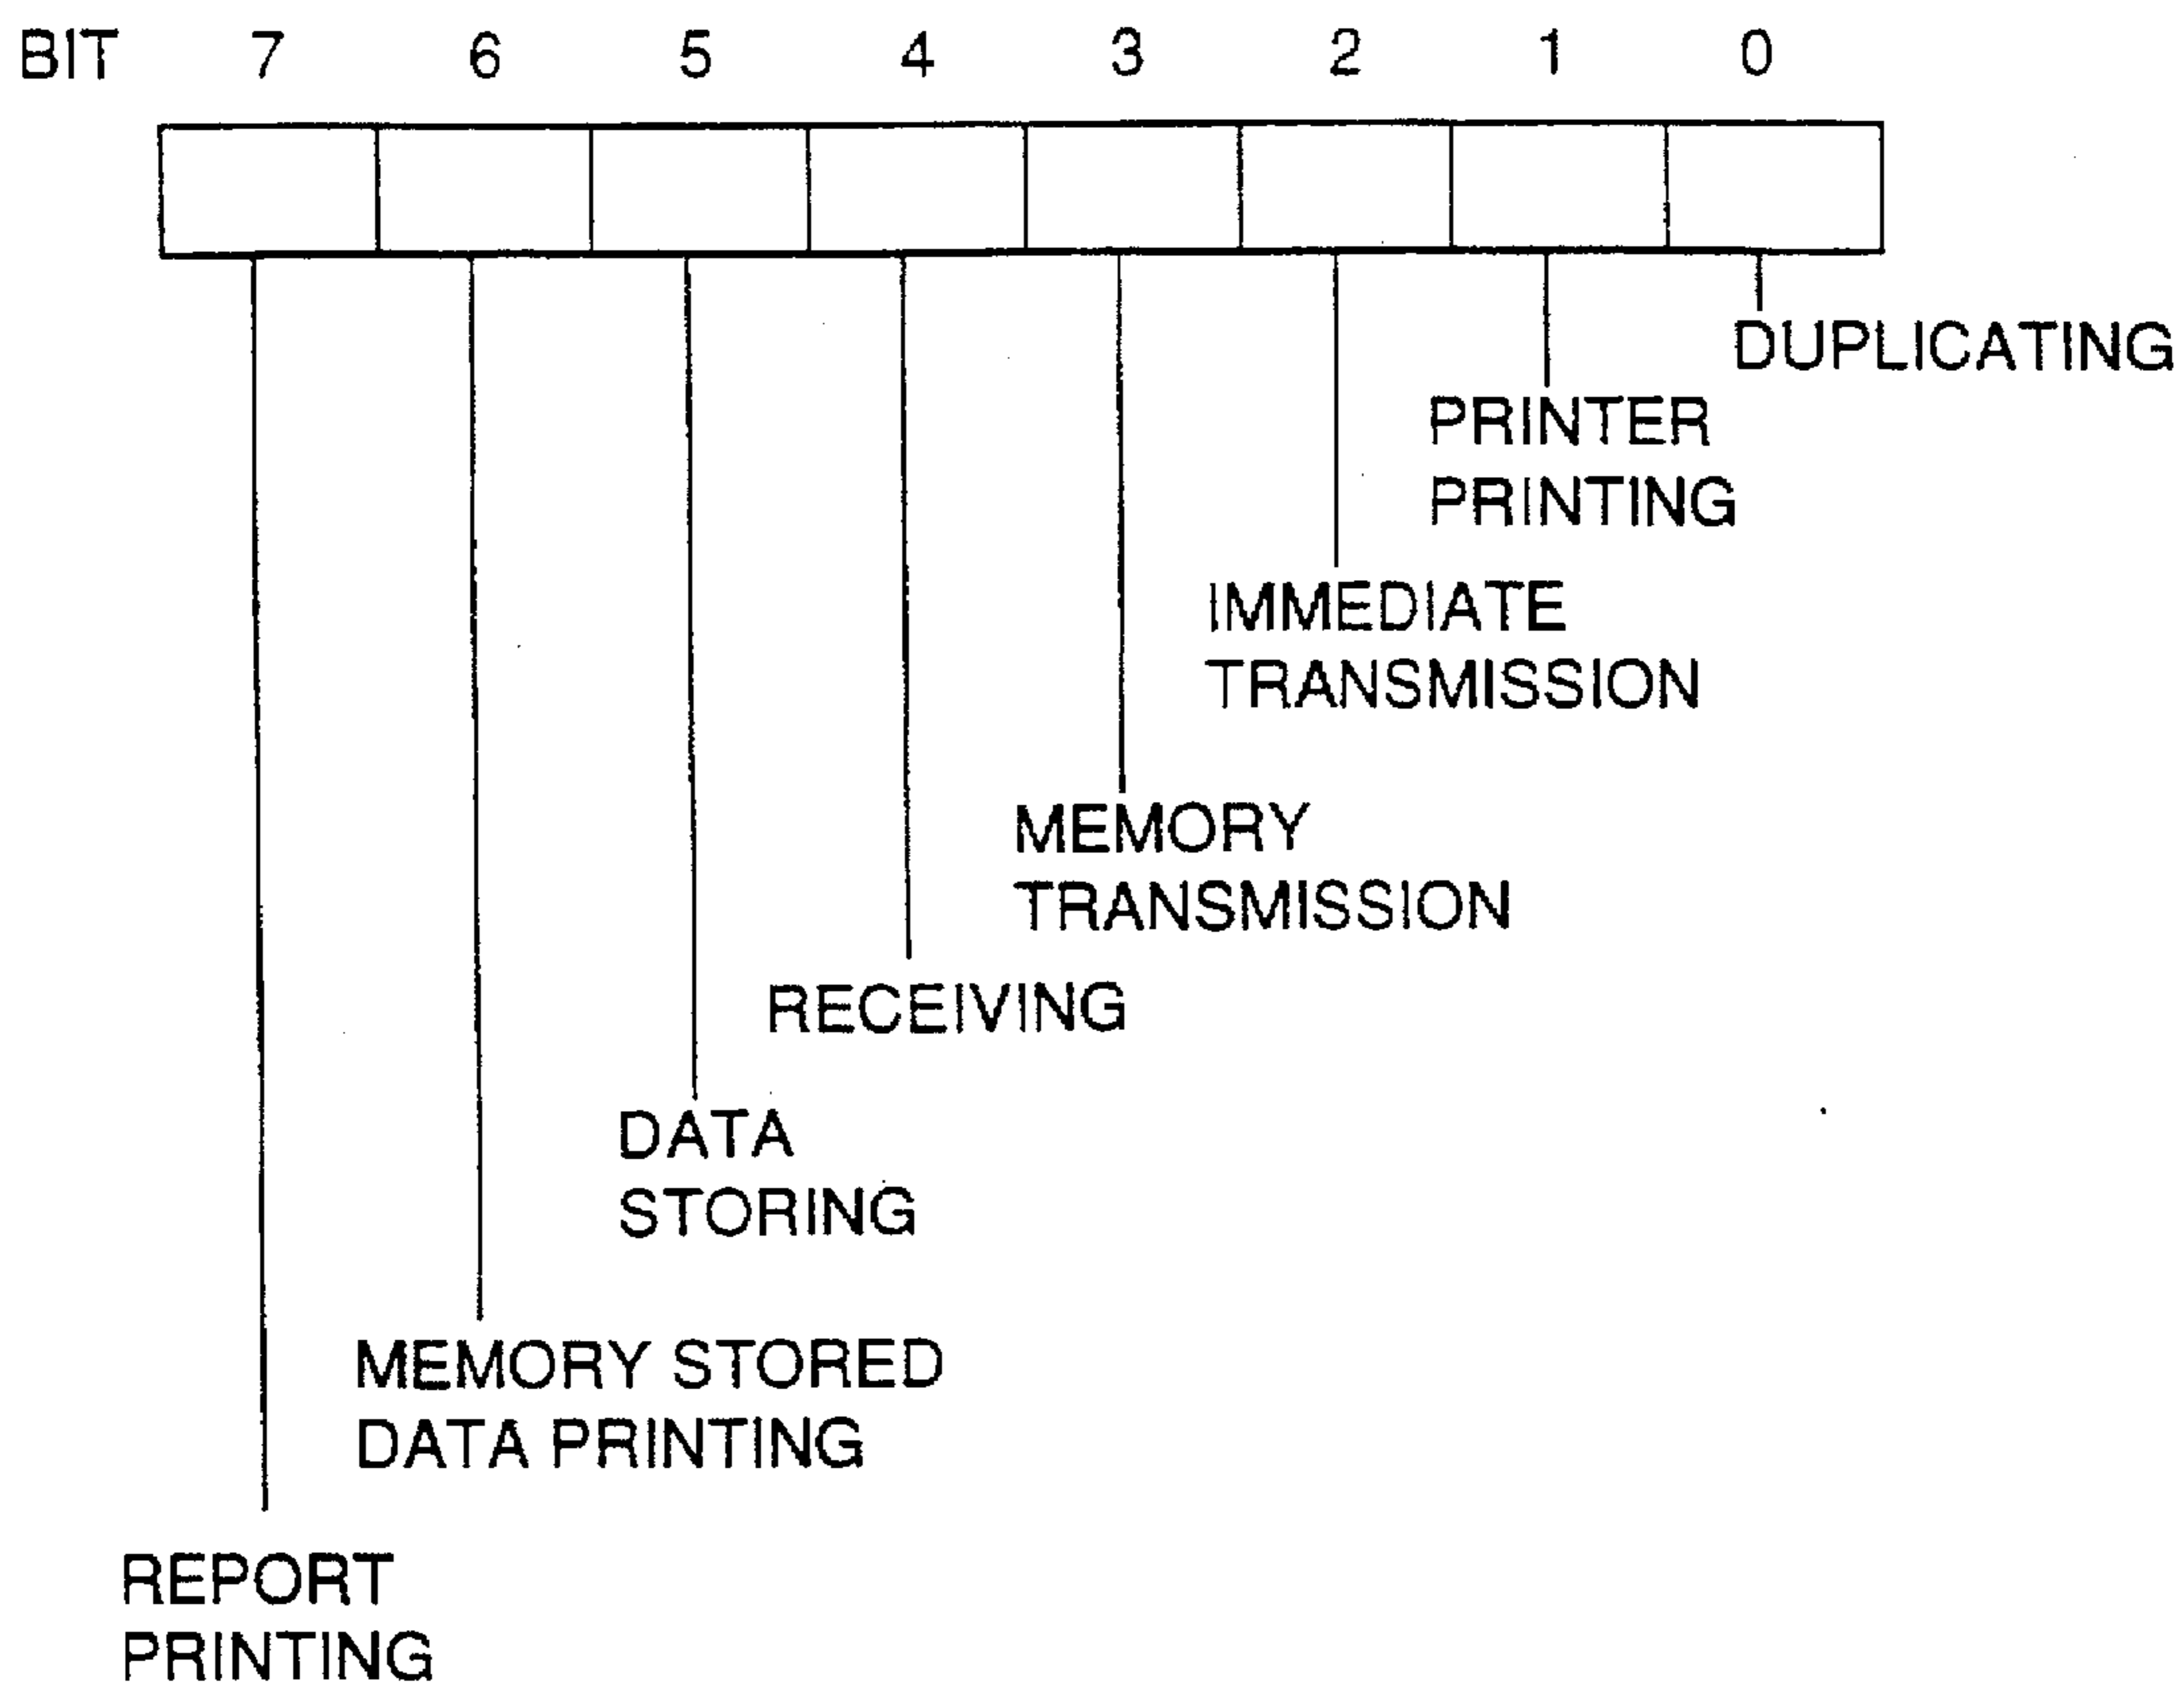 BIT 7 6 5 4 3 2 1 0
DUPLICATING
PRINTER
PRINTING
IMMEDIATE
TRANSMISSION
MEMORY
TRANSMISSION
RECEIVING
DATA
STORING
MEMORY STORED
DATA PRINTING
REPORT
PRINTING